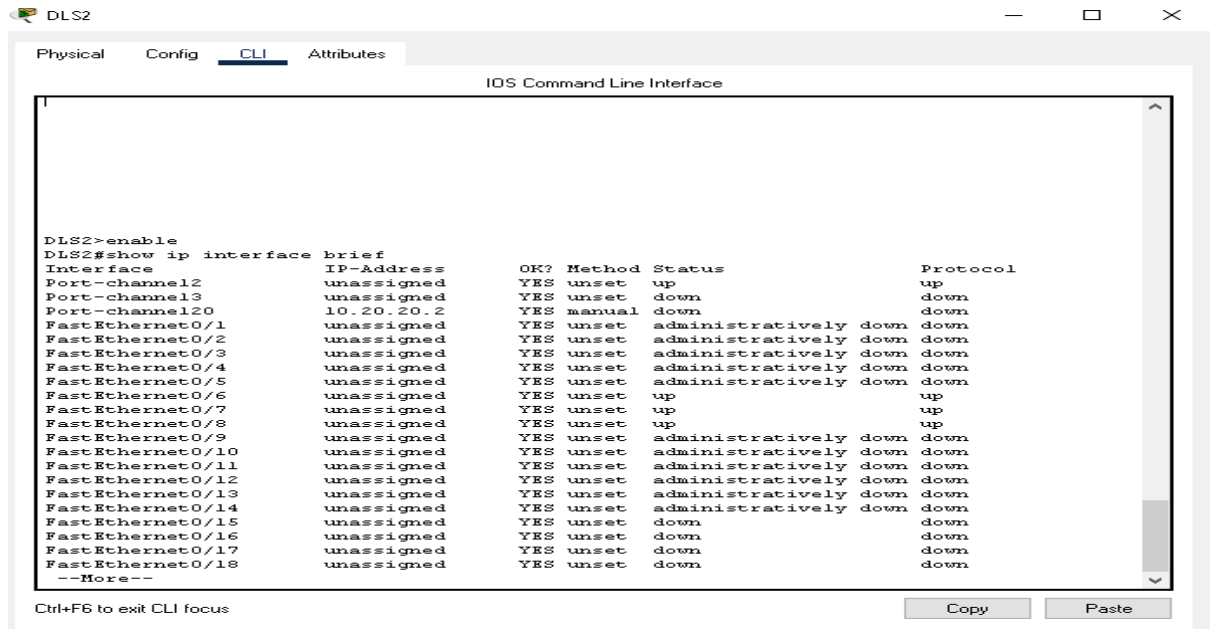 DLS2
Physical Config CLI Attributes
IOS Command Line Interface
DLS2>enable
DLS2#show ip interface brief
Interface IP-Address OK? Method Status Protocol
Port-channel2 unassigned YES unset up up
Port-channel3 unassigned YES unset down down
Port-channel20 10.20.20.2 YES manual down down
FastEthernet0/1 unassigned YES unset administratively down down
FastEthernet0/2 unassigned YES unset administratively down down
FastEthernet0/3 unassigned YES unset administratively down down
FastEthernet0/4 unassigned YES unset administratively down down
FastEthernet0/5 unassigned YES unset administratively down down
FastEthernet0/6 unassigned YES unset up up
FastEthernet0/7 unassigned YES unset up up
FastEthernet0/8 unassigned YES unset up up
FastEthernet0/9 unassigned YES unset administratively down down
FastEthernet0/10 unassigned YES unset administratively down down
FastEthernet0/11 unassigned YES unset administratively down down
FastEthernet0/12 unassigned YES unset administratively down down
FastEthernet0/13 unassigned YES unset administratively down down
FastEthernet0/14 unassigned YES unset administratively down down
FastEthernet0/15 unassigned YES unset down down
FastEthernet0/16 unassigned YES unset down down
FastEthernet0/17 unassigned YES unset down down
FastEthernet0/18 unassigned YES unset down down
--More--
Ctrl+F6 to exit CLI focus
Copy Paste